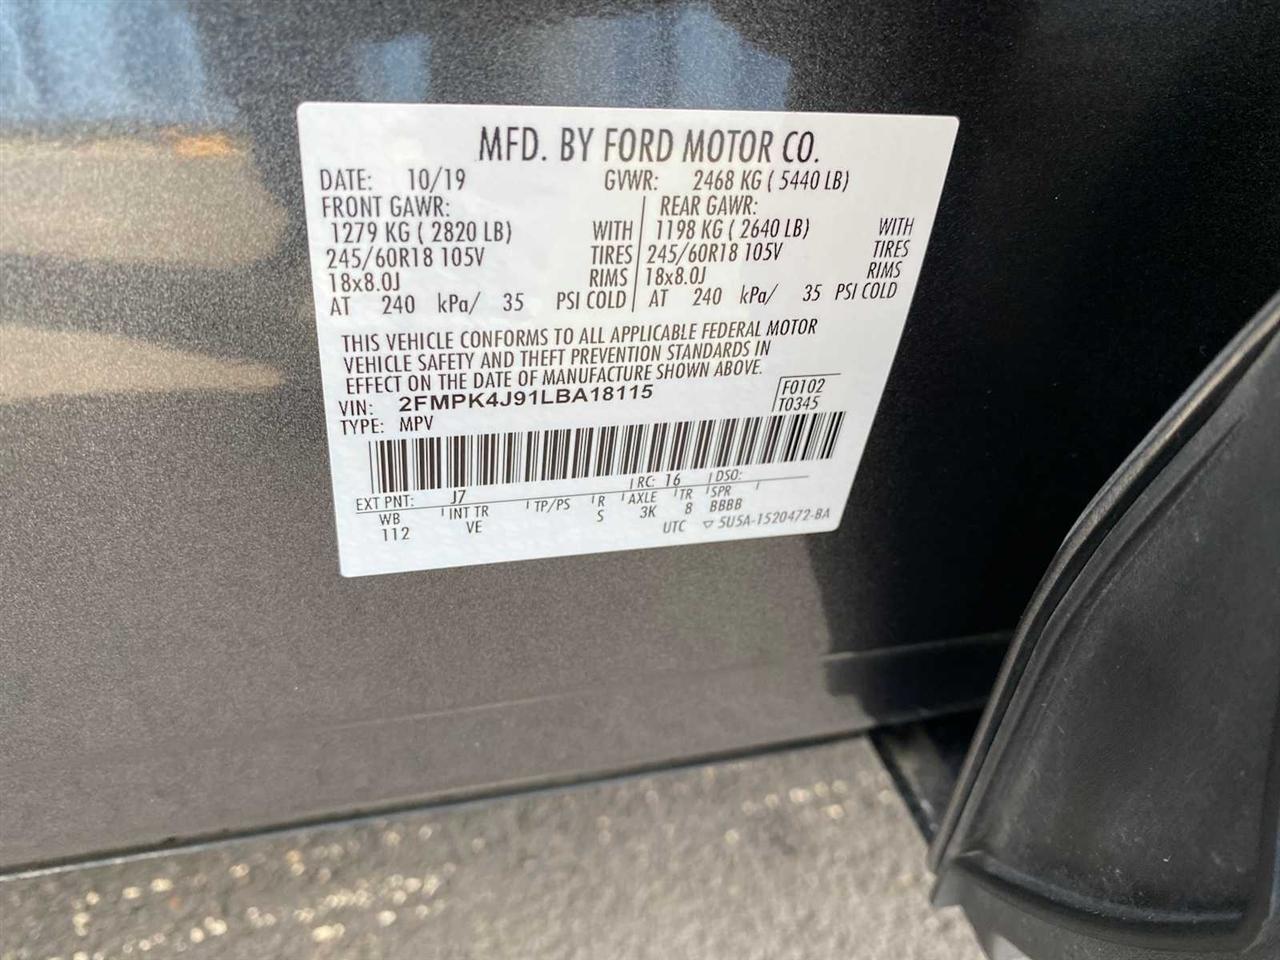 MFD. BY FORD MOTOR CO.
DATE: 10/19 GVWR: 2468 KG ( 5440 LB)
FRONT GAWR: REAR GAWR:
1279 KG ( 2820 LB) WITH 1198 KG ( 2640 LB) WITH
245/60R18 105V TIRES 245/60R18 105V TIRES
18x8.0J RIMS 18x8.0J RIMS
AT 240 kPa/ 35 PSI COLD AT 240 kPa/ 35 PSI COLD
THIS VEHICLE CONFORMS TO ALL APPLICABLE FEDERAL MOTOR
VEHICLE SAFETY AND THEFT PREVENTION STANDARDS IN
EFFECT ON THE DATE OF MANUFACTURE SHOWN ABOVE.
VIN: 2FMPK4J91LBA18115 F0102
TYPE: MPV T0345
EXT PNT: J7 RC: 16 DSO:
WB INT TR TP/PS R AXLE TR SPR
112 VE S 3K 8 BBBB
UTC ▽ 5U5A-1520472-BA